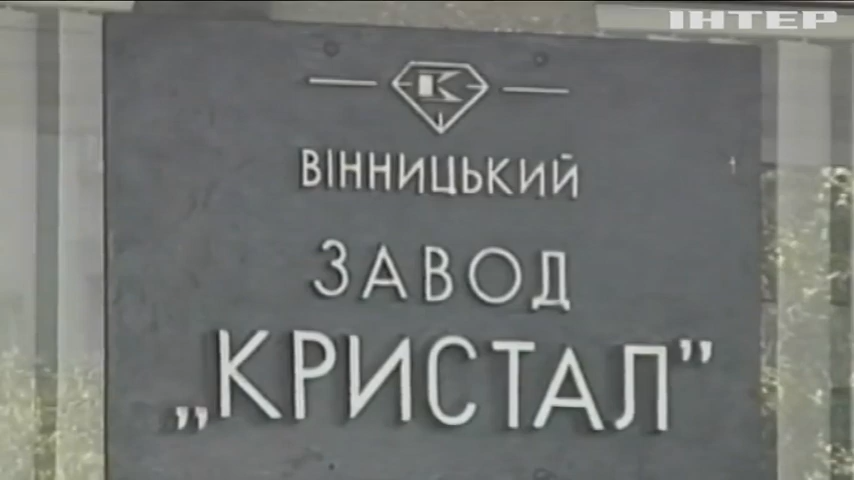 ІНТЕР
К
ВІННИЦЬКИЙ
ЗАВОД
„КРИСТАЛ”